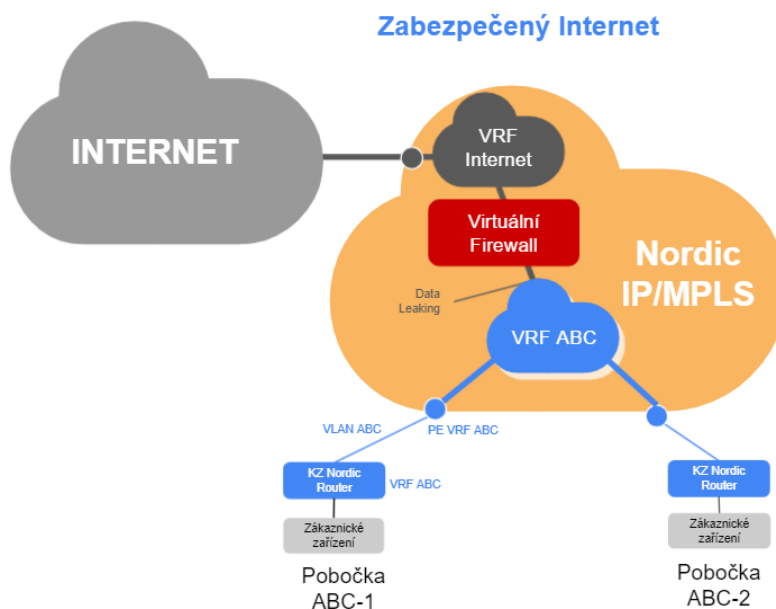 Zabezpečený Internet
INTERNET
VRF
Internet
Virtuální
Firewall
Nordic
IP/MPLS
Data
Leaking
VRF ABC
VLAN ABC
PE VRF ABC
KZ Nordic
Router
VRF ABC
KZ Nordic
Router
Zákaznické
zařízení
Zákaznické
zařízení
Pobočka
ABC-1
Pobočka
ABC-2